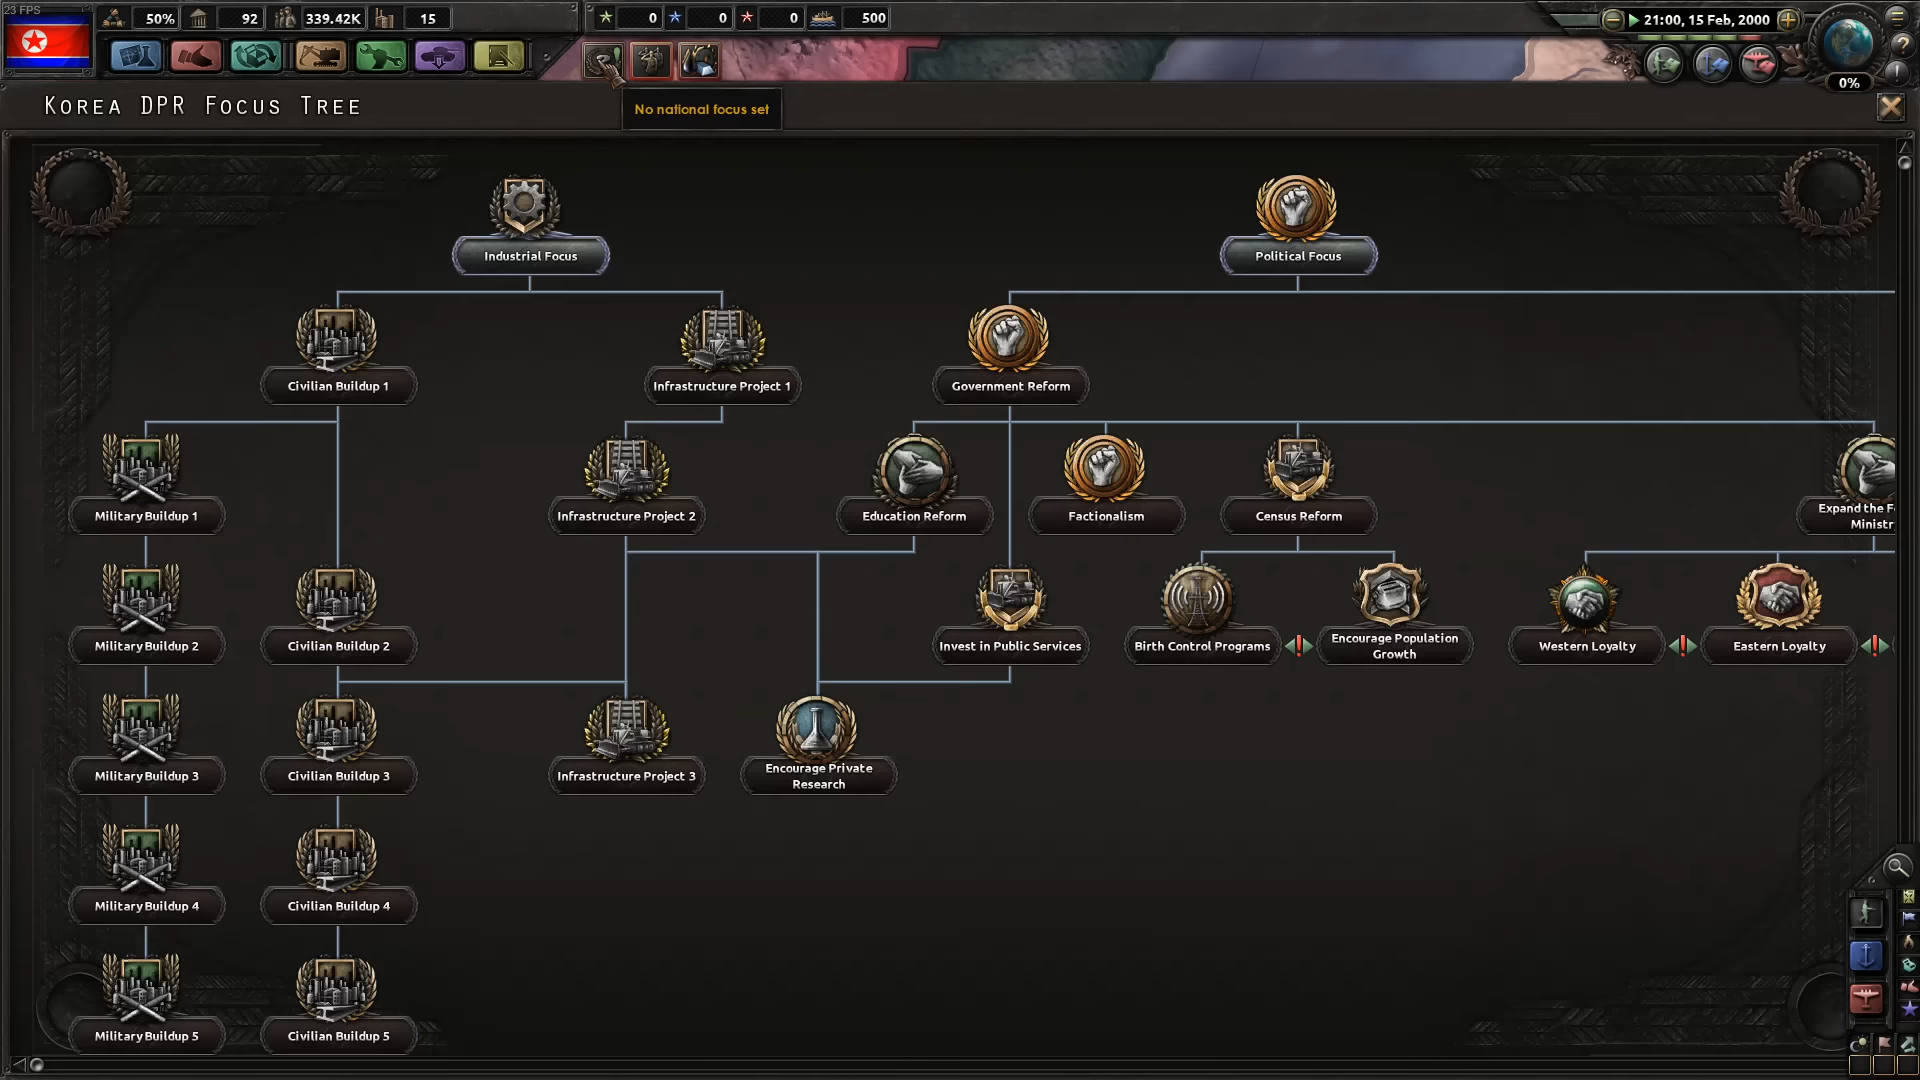 23 FPS
50%
92
339.42K
15
0
0
0
500
21:00, 15 Feb, 2000
0%
Korea DPR Focus Tree
No national focus set
Industrial Focus
Political Focus
Civilian Buildup 1
Infrastructure Project 1
Government Reform
Military Buildup 1
Infrastructure Project 2
Education Reform
Factionalism
Census Reform
Expand the F
Ministr
Military Buildup 2
Civilian Buildup 2
Invest in Public Services
Birth Control Programs
Encourage Population
Growth
Western Loyalty
Eastern Loyalty
Military Buildup 3
Civilian Buildup 3
Infrastructure Project 3
Encourage Private
Research
Military Buildup 4
Civilian Buildup 4
Military Buildup 5
Civilian Buildup 5